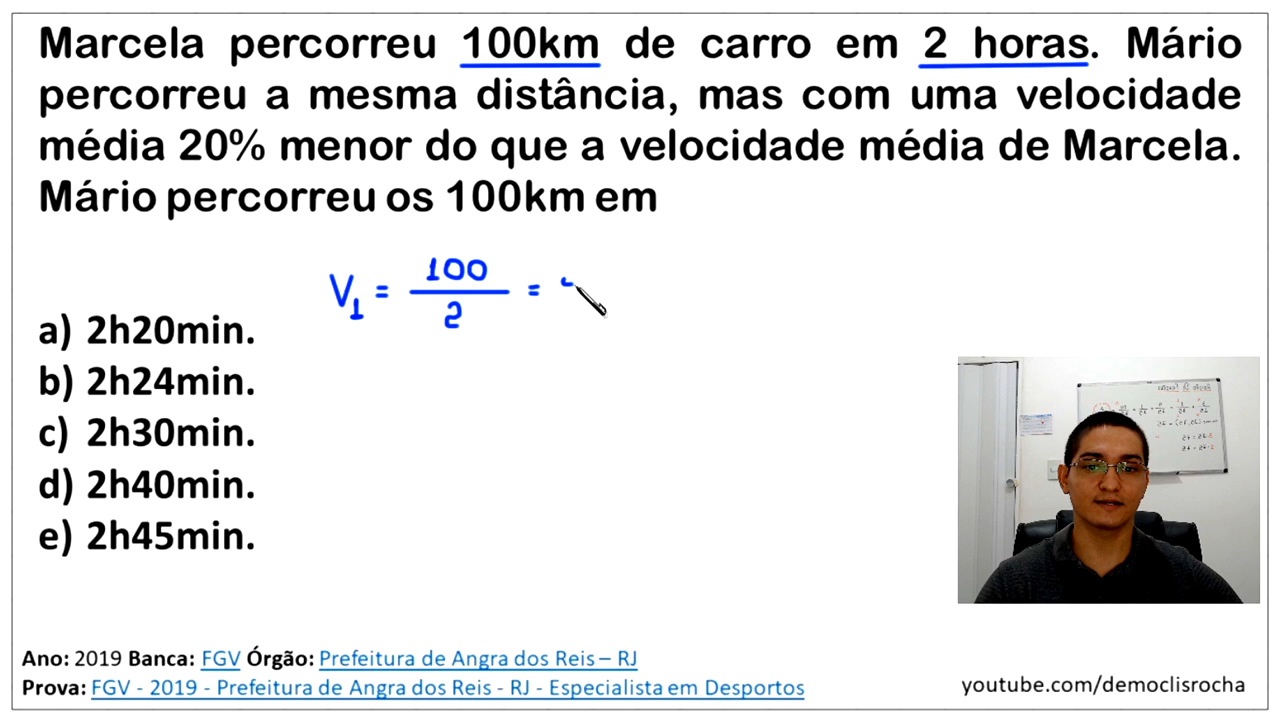 Marcela percorreu 100km de carro em 2 horas. Mário
percorreu a mesma distância, mas com uma velocidade
média 20% menor do que a velocidade média de Marcela.
Mário percorreu os 100km em
V1 = 100/2 =
a) 2h20min.
b) 2h24min.
c) 2h30min.
d) 2h40min.
e) 2h45min.
Ano: 2019 Banca: FGV Órgão: Prefeitura de Angra dos Reis – RJ
Prova: FGV - 2019 - Prefeitura de Angra dos Reis - RJ - Especialista em Desportos
youtube.com/democlisrocha